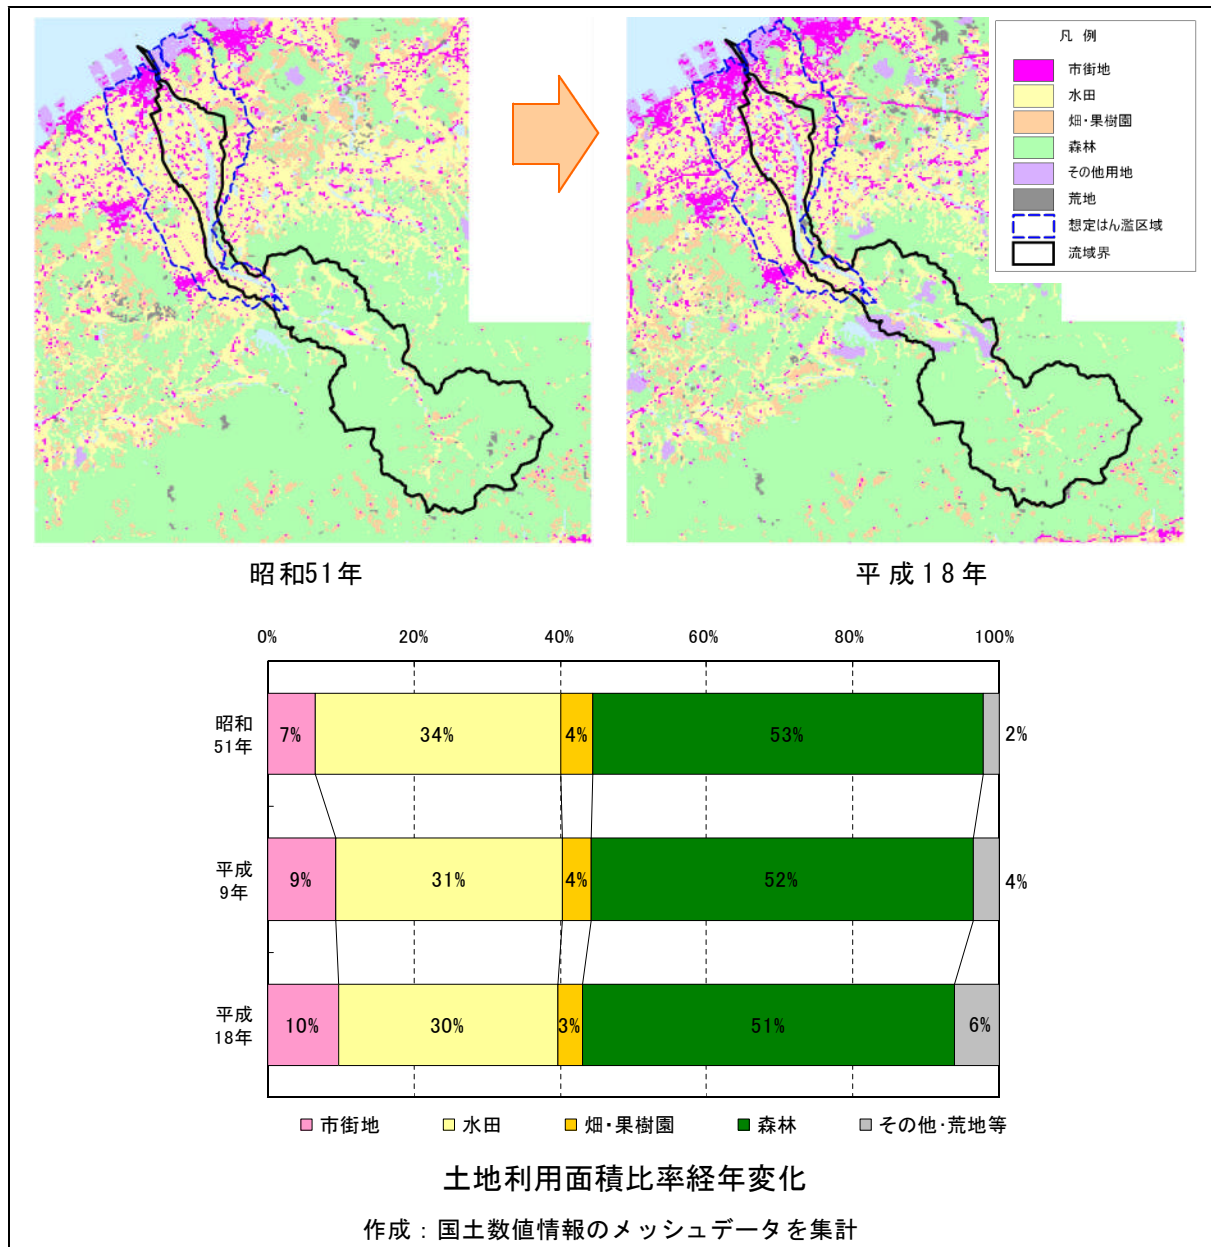 凡 例
市街地
水田
畑・果樹園
森林
その他用地
荒地
想定はん濫区域
流域界
昭和51年
平成18年
0%
20%
40%
60%
80%
100%
昭和
51年
7%
34%
4%
53%
2%
平成
9年
9%
31%
4%
52%
4%
平成
18年
10%
30%
3%
51%
6%
市街地
水田
畑・果樹園
森林
その他・荒地等
土地利用面積比率経年変化
作成：国土数値情報のメッシュデータを集計